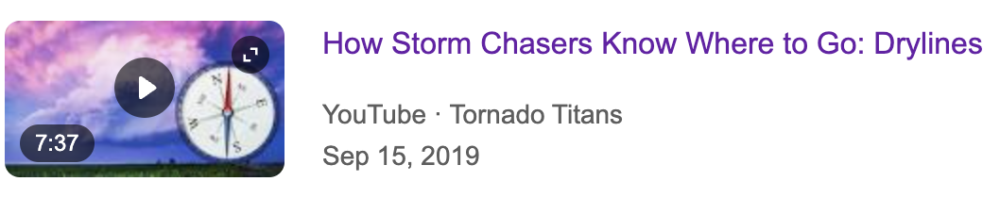 How Storm Chasers Know Where to Go: Drylines
YouTube · Tornado Titans
Sep 15, 2019
7:37
N
E
S
W